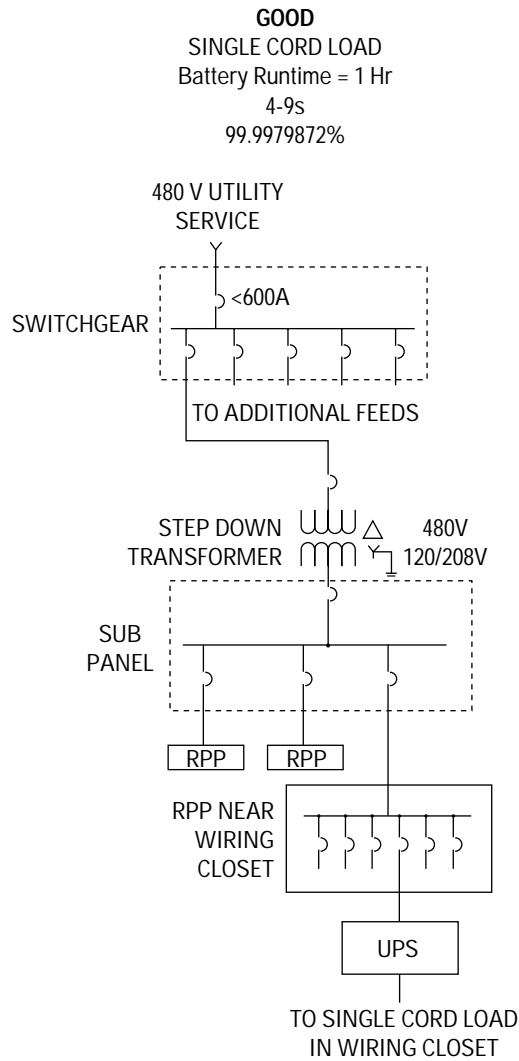 GOOD
SINGLE CORD LOAD
Battery Runtime = 1 Hr
4-9s
99.9979872%
480 V UTILITY
SERVICE
<600A
SWITCHGEAR
TO ADDITIONAL FEEDS
STEP DOWN
TRANSFORMER
480V
120/208V
SUB
PANEL
RPP
RPP
RPP NEAR
WIRING
CLOSET
UPS
TO SINGLE CORD LOAD
IN WIRING CLOSET